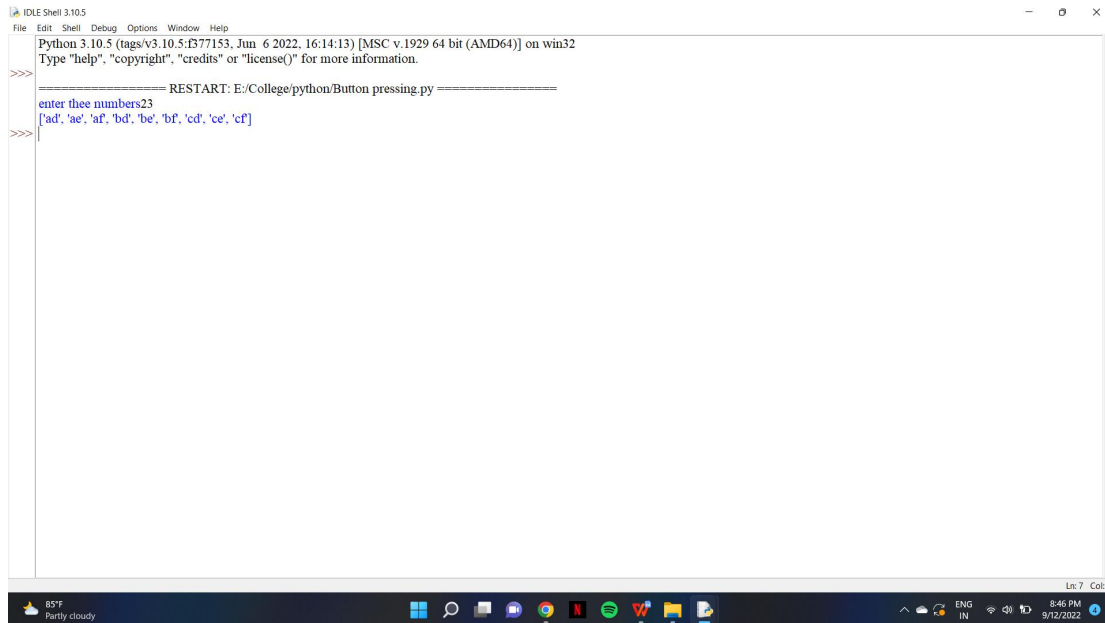 IDLE Shell 3.10.5
File Edit Shell Debug Options Window Help
Python 3.10.5 (tags/v3.10.5:f377153, Jun  6 2022, 16:14:13) [MSC v.1929 64 bit (AMD64)] on win32
Type "help", "copyright", "credits" or "license()" for more information.
>>>
================= RESTART: E:/College/python/Button pressing.py ================
enter thee numbers23
['ad', 'ae', 'af', 'bd', 'be', 'bf', 'cd', 'ce', 'cf']
>>>
Ln: 7 Col:
85°F
Partly cloudy
ENG
IN
8:46 PM
9/12/2022
4